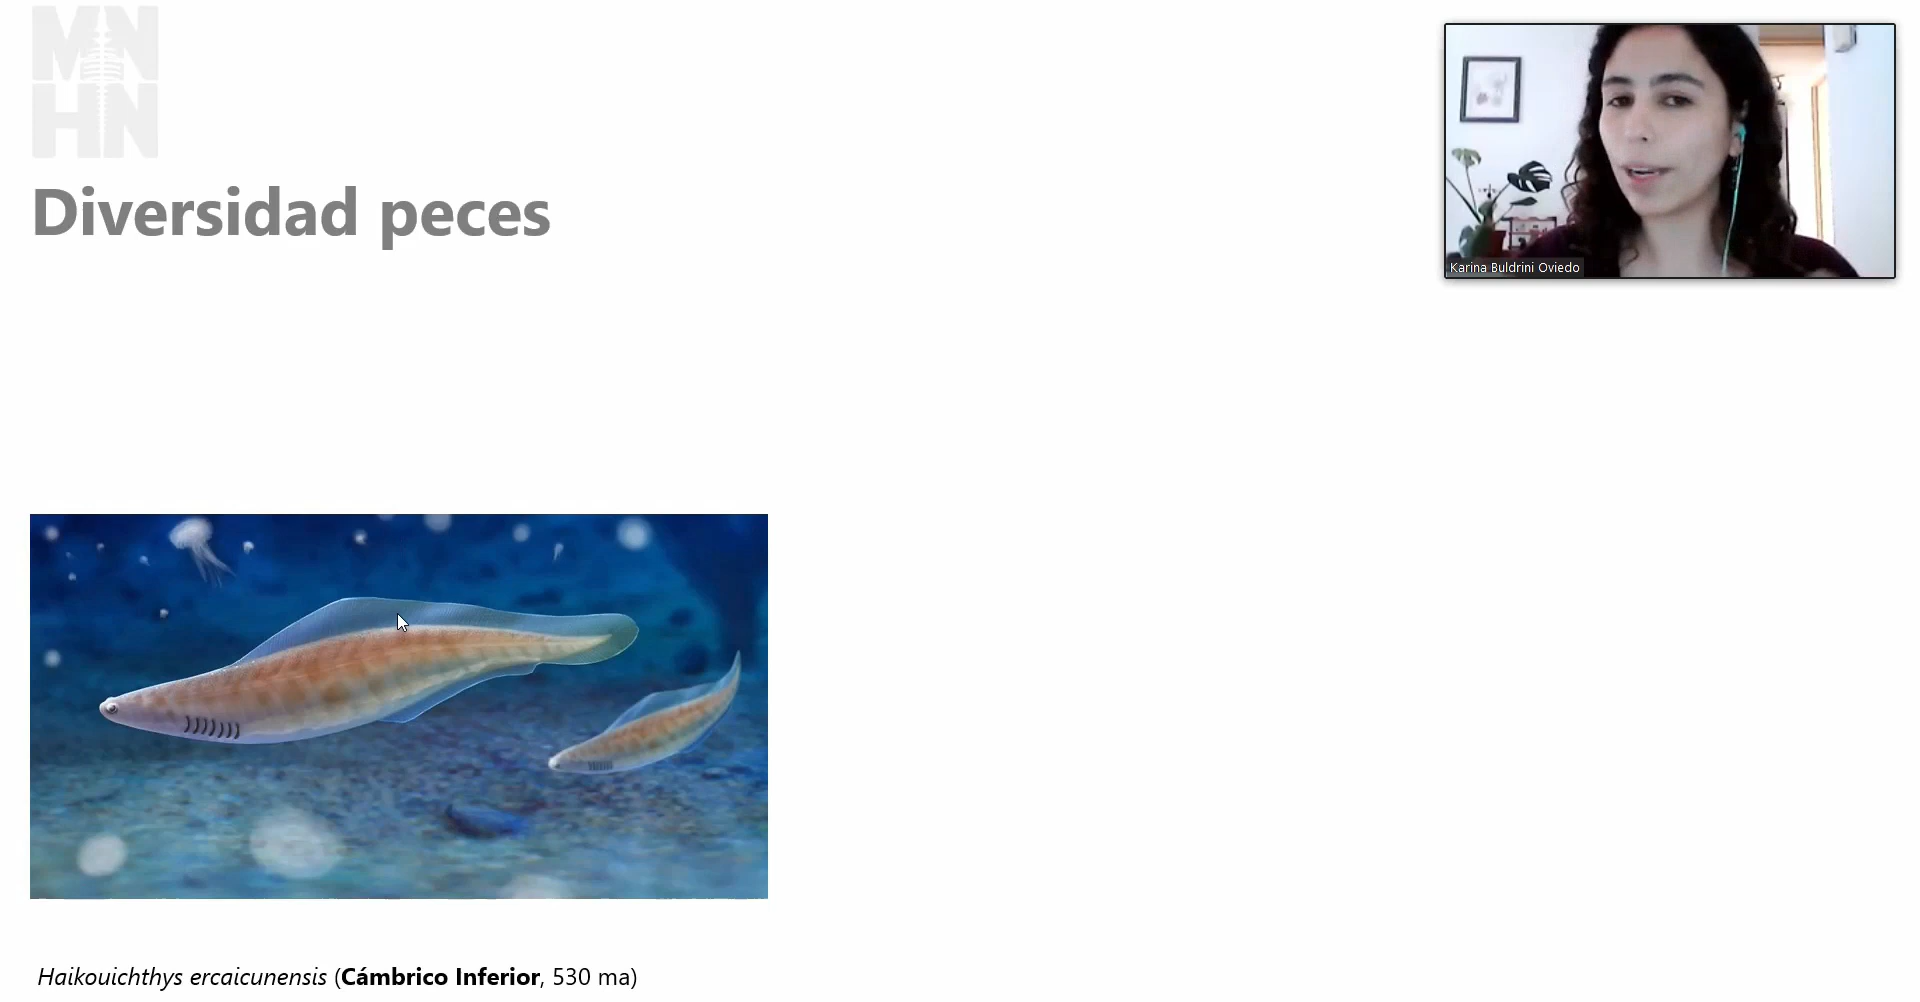 MN
HN
Diversidad peces
Karina Buldrini Oviedo
Haikouichthys ercaicunensis (Cámbrico Inferior, 530 ma)